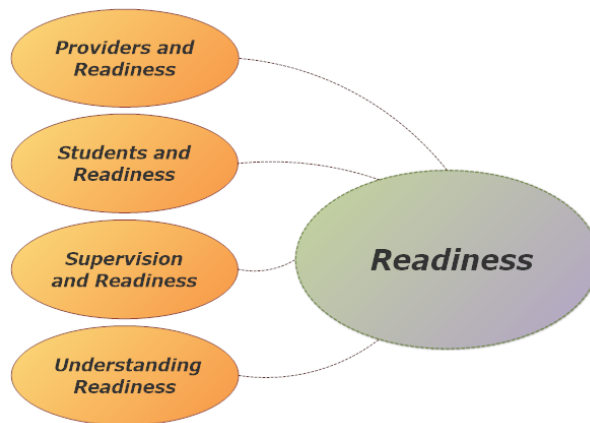 Providers and
Readiness
Students and
Readiness
Supervision
and Readiness
Understanding
Readiness
Readiness